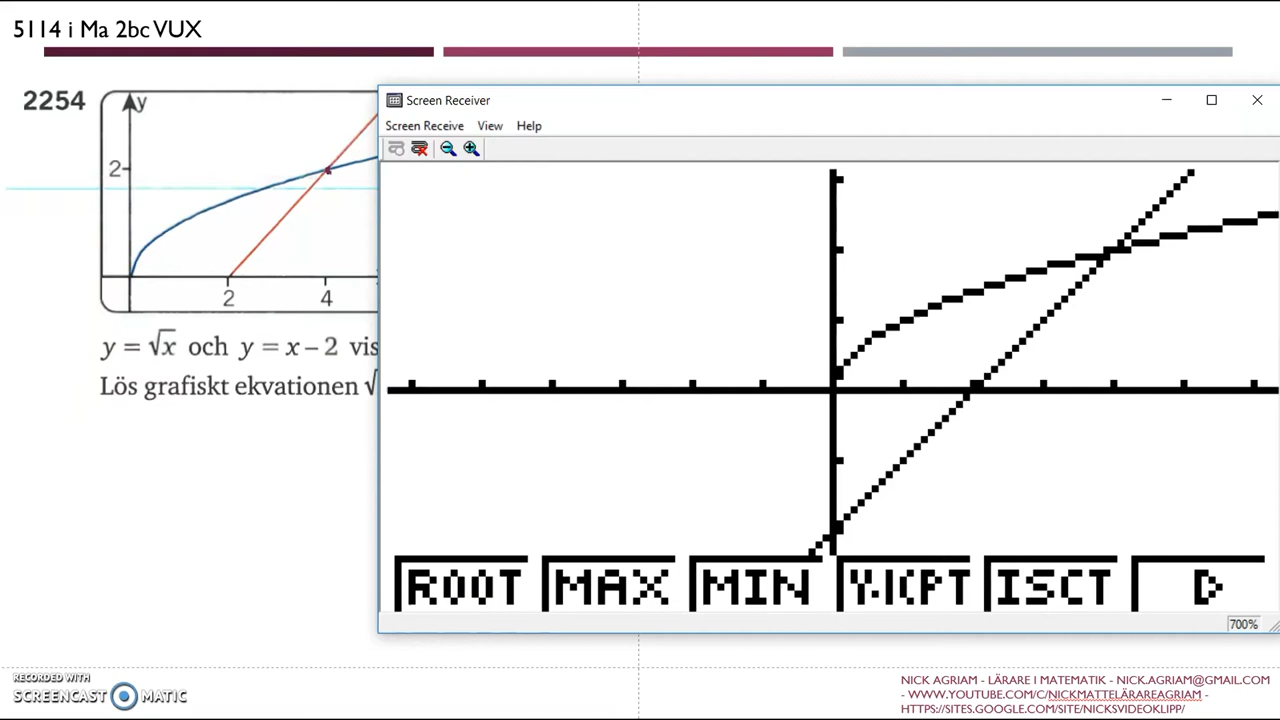 5114 i Ma 2bc VUX
2254
y
2
2 4
y = √x och y = x – 2 vis
Lös grafiskt ekvationen √
Screen Receiver
Screen Receive View Help
ROOT MAX MIN Y-ICPT ISCT ▷
700%
RECORDED WITH
SCREENCAST MATIC
NICK AGRIAM - LÄRARE I MATEMATIK - NICK.AGRIAM@GMAIL.COM
- WWW.YOUTUBE.COM/C/NICKMATTELÄRAREAGRIAM -
HTTPS://SITES.GOOGLE.COM/SITE/NICKSVIDEOKLIPP/